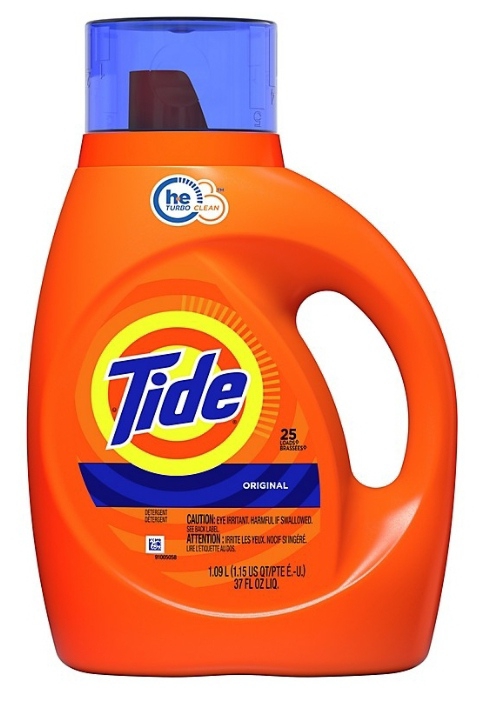 he
TURBO CLEAN™
Tide®
25
LOADS◊
BRASSÉES◊
ORIGINAL
DETERGENT
DÉTERGENT
CAUTION: EYE IRRITANT. HARMFUL IF SWALLOWED.
SEE BACK LABEL.
ATTENTION : IRRITE LES YEUX. NOCIF SI INGÉRÉ.
LIRE L'ÉTIQUETTE AU DOS.
1.09 L (1.15 US QT/PTE É.-U.)
37 FL OZ LIQ.